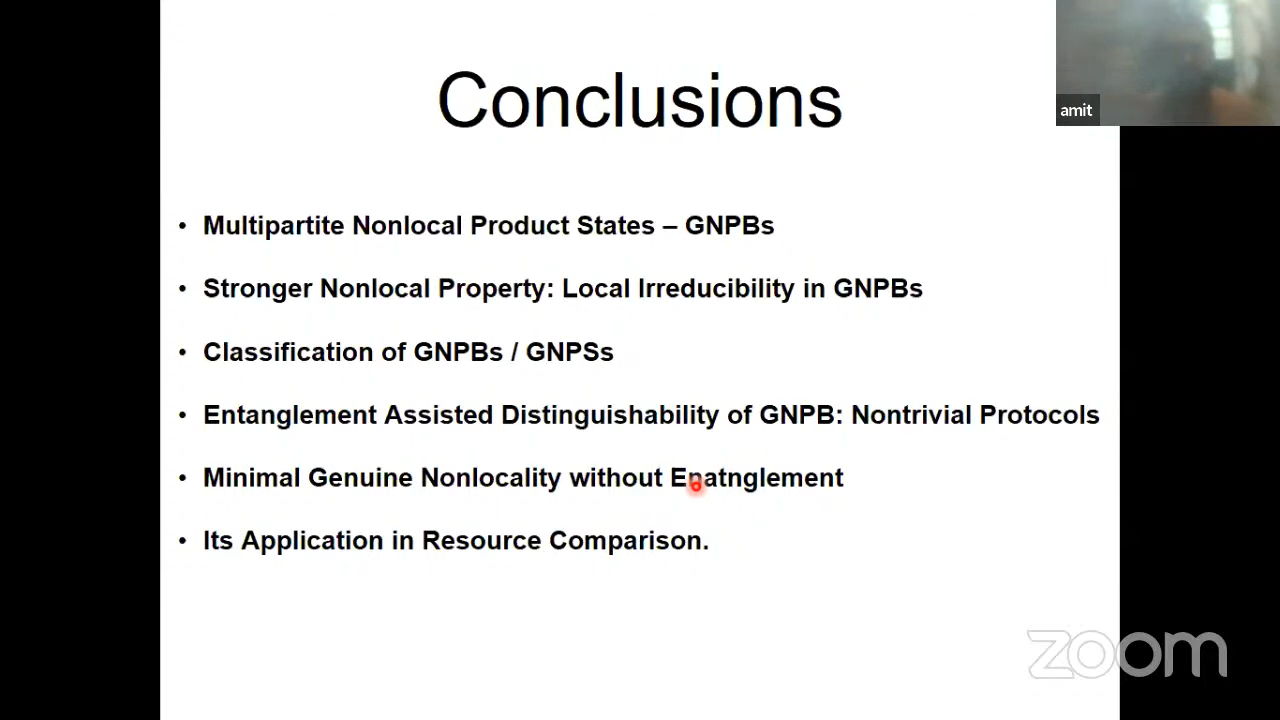 Conclusions
amit
• Multipartite Nonlocal Product States – GNPBs
• Stronger Nonlocal Property: Local Irreducibility in GNPBs
• Classification of GNPBs / GNPSs
• Entanglement Assisted Distinguishability of GNPB: Nontrivial Protocols
• Minimal Genuine Nonlocality without Enatnglement
• Its Application in Resource Comparison.
zoom